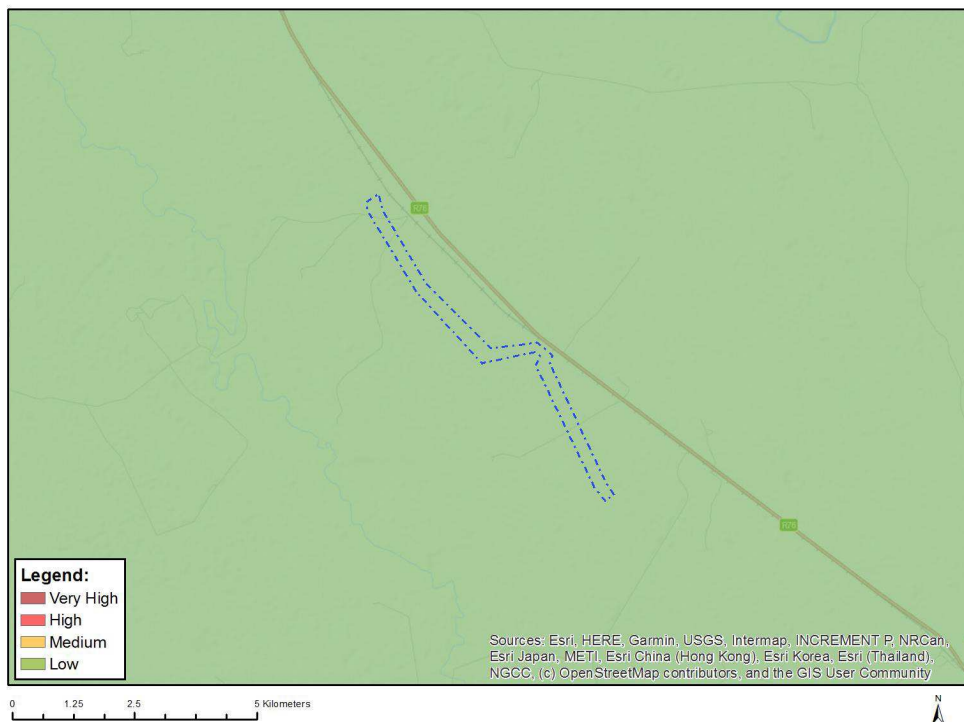 R76
R76
Legend:
Very High
High
Medium
Low
Sources: Esri, HERE, Garmin, USGS, Intermap, INCREMENT P, NRCan,
Esri Japan, METI, Esri China (Hong Kong), Esri Korea, Esri (Thailand),
NGCC, (c) OpenStreetMap contributors, and the GIS User Community
0 1.25 2.5 5 Kilometers
N